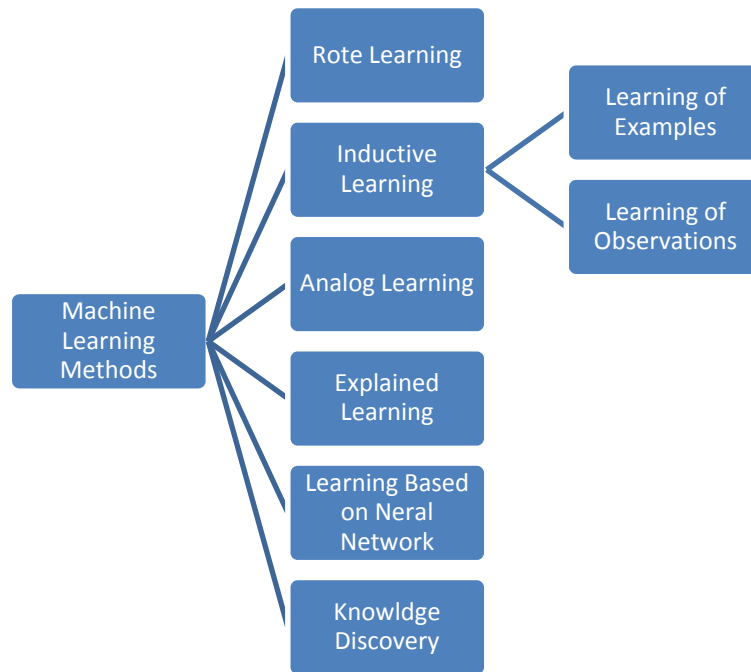 Rote Learning
Learning of
Examples
Inductive
Learning
Learning of
Observations
Analog Learning
Machine
Learning
Methods
Explained
Learning
Learning Based
on Neral
Network
Knowldge
Discovery